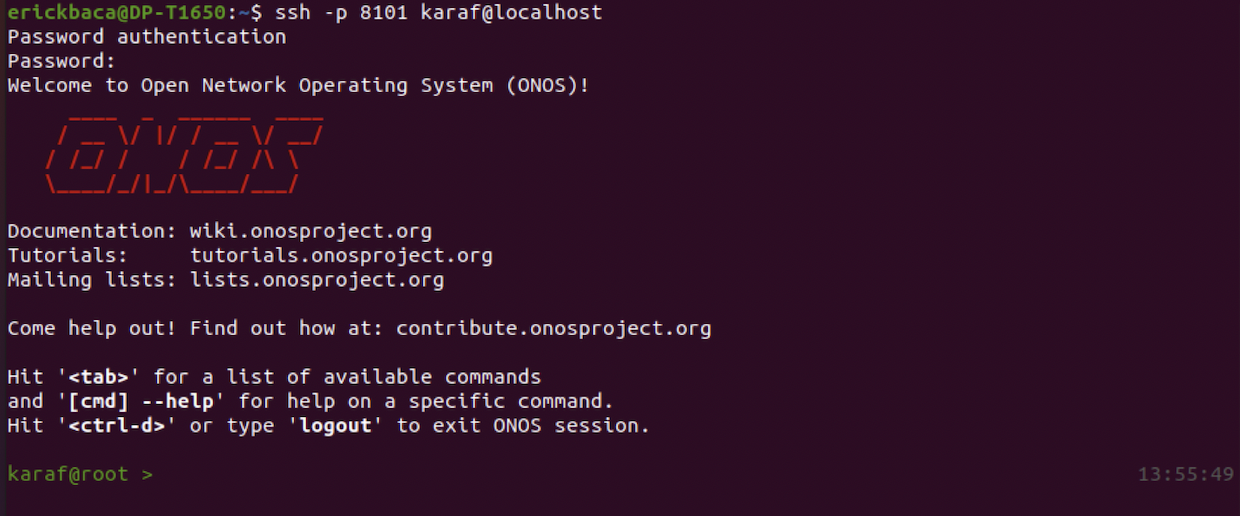 erickbaca@DP-T1650:~$ ssh -p 8101 karaf@localhost
Password authentication
Password:
Welcome to Open Network Operating System (ONOS)!
ONOS
Documentation: wiki.onosproject.org
Tutorials: tutorials.onosproject.org
Mailing lists: lists.onosproject.org
Come help out! Find out how at: contribute.onosproject.org
Hit '<tab>' for a list of available commands
and '[cmd] --help' for help on a specific command.
Hit '<ctrl-d>' or type 'logout' to exit ONOS session.
karaf@root > 13:55:49